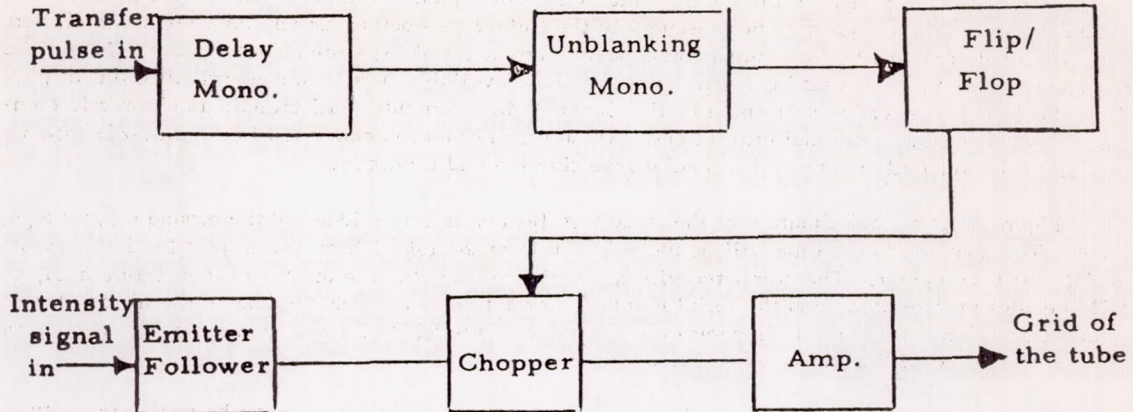 Transfer
pulse in
Delay
Mono.
Unblanking
Mono.
Flip/
Flop
Intensity
signal
in
Emitter
Follower
Chopper
Amp.
Grid of
the tube